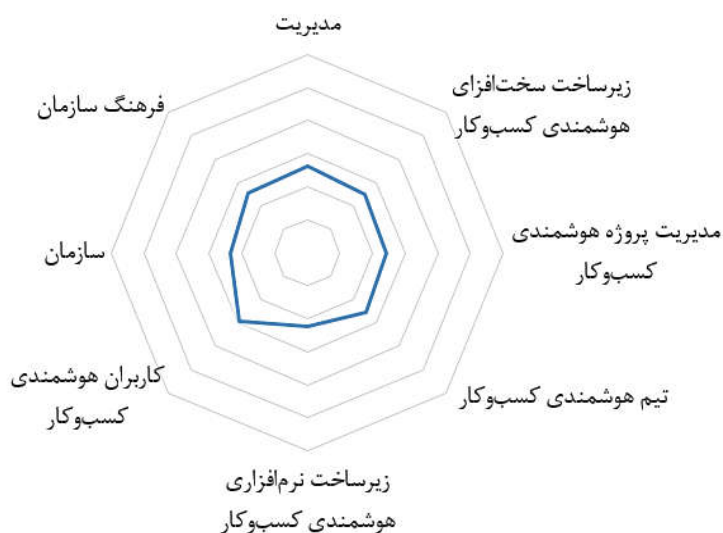 مدیریت
زیرساخت سخت‌افزای
هوشمندی کسب‌وکار
مدیریت پروژه هوشمندی
کسب‌وکار
تیم هوشمندی کسب‌وکار
زیرساخت نرم‌افزاری
هوشمندی کسب‌وکار
کاربران هوشمندی
کسب‌وکار
سازمان
فرهنگ سازمان